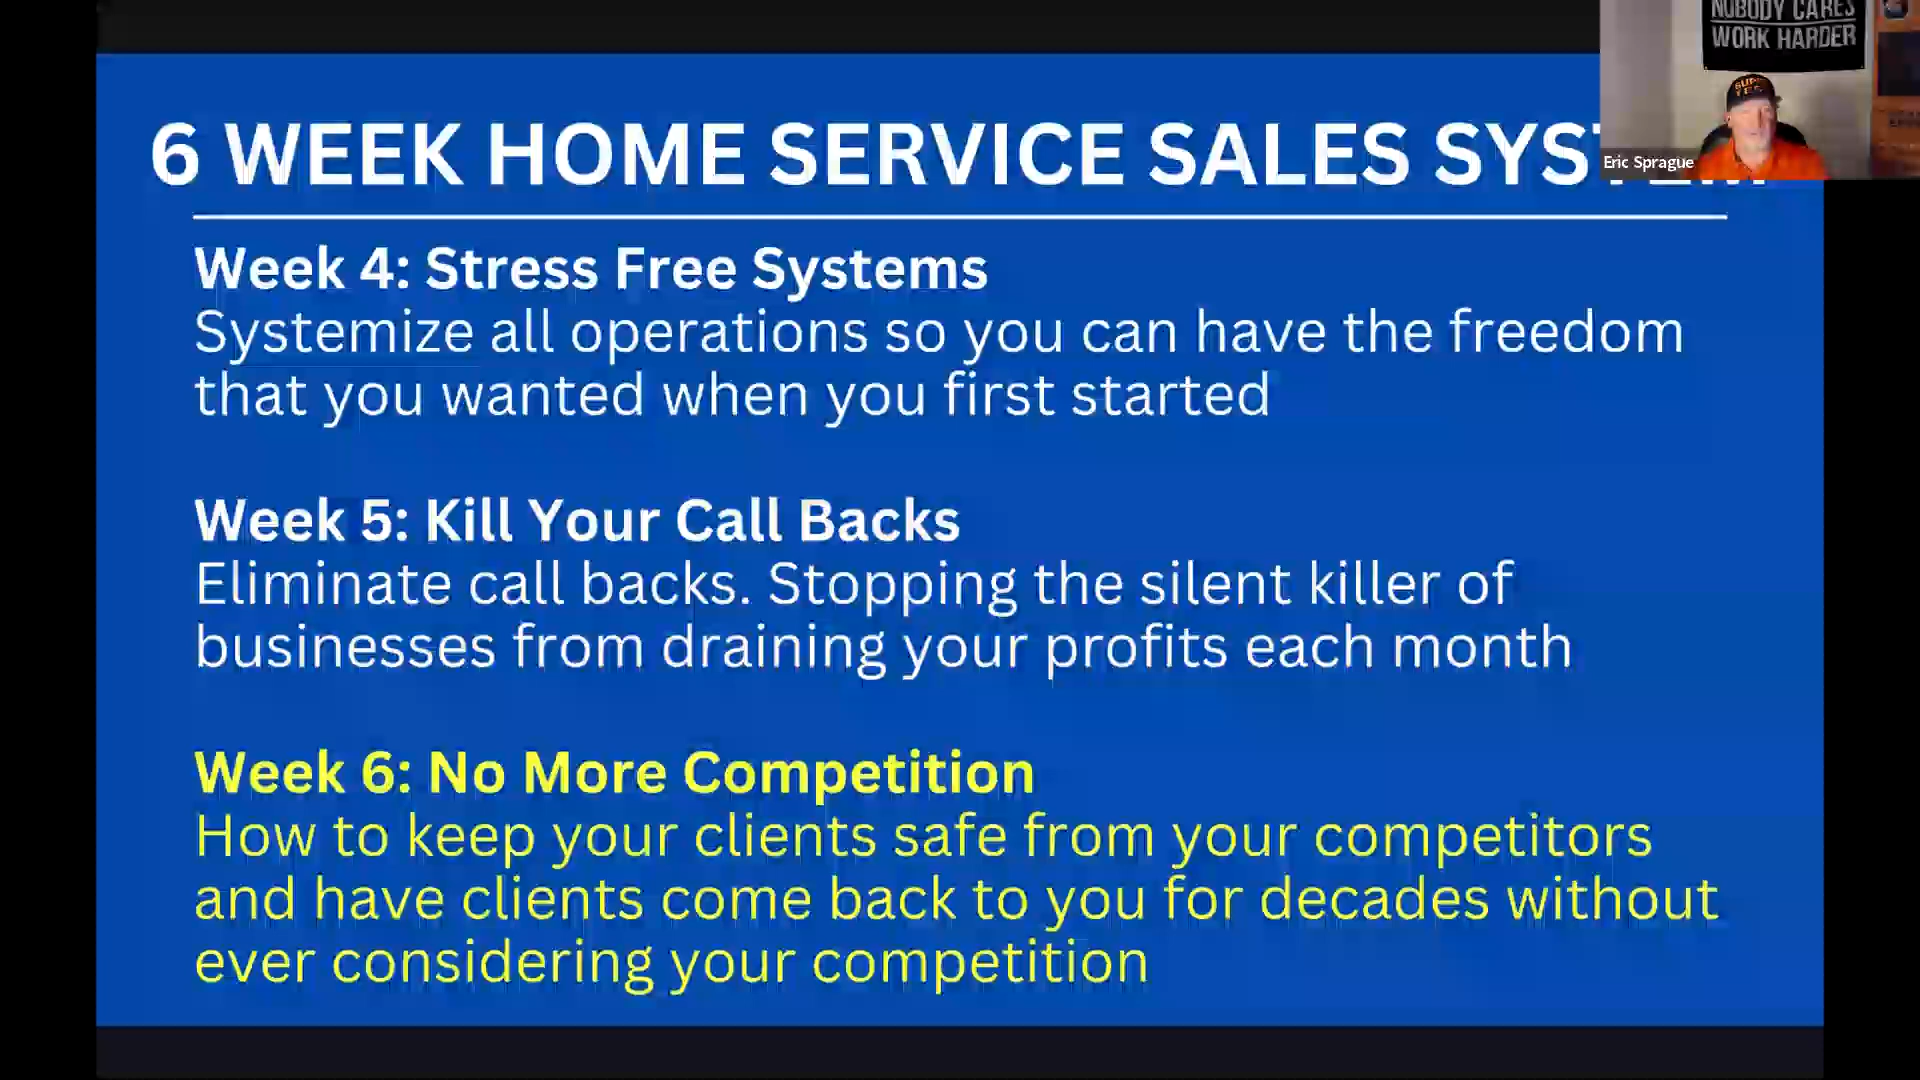 NOBODY CARES
WORK HARDER
Eric Sprague
6 WEEK HOME SERVICE SALES SYSTEM
Week 4: Stress Free Systems
Systemize all operations so you can have the freedom
that you wanted when you first started
Week 5: Kill Your Call Backs
Eliminate call backs. Stopping the silent killer of
businesses from draining your profits each month
Week 6: No More Competition
How to keep your clients safe from your competitors
and have clients come back to you for decades without
ever considering your competition